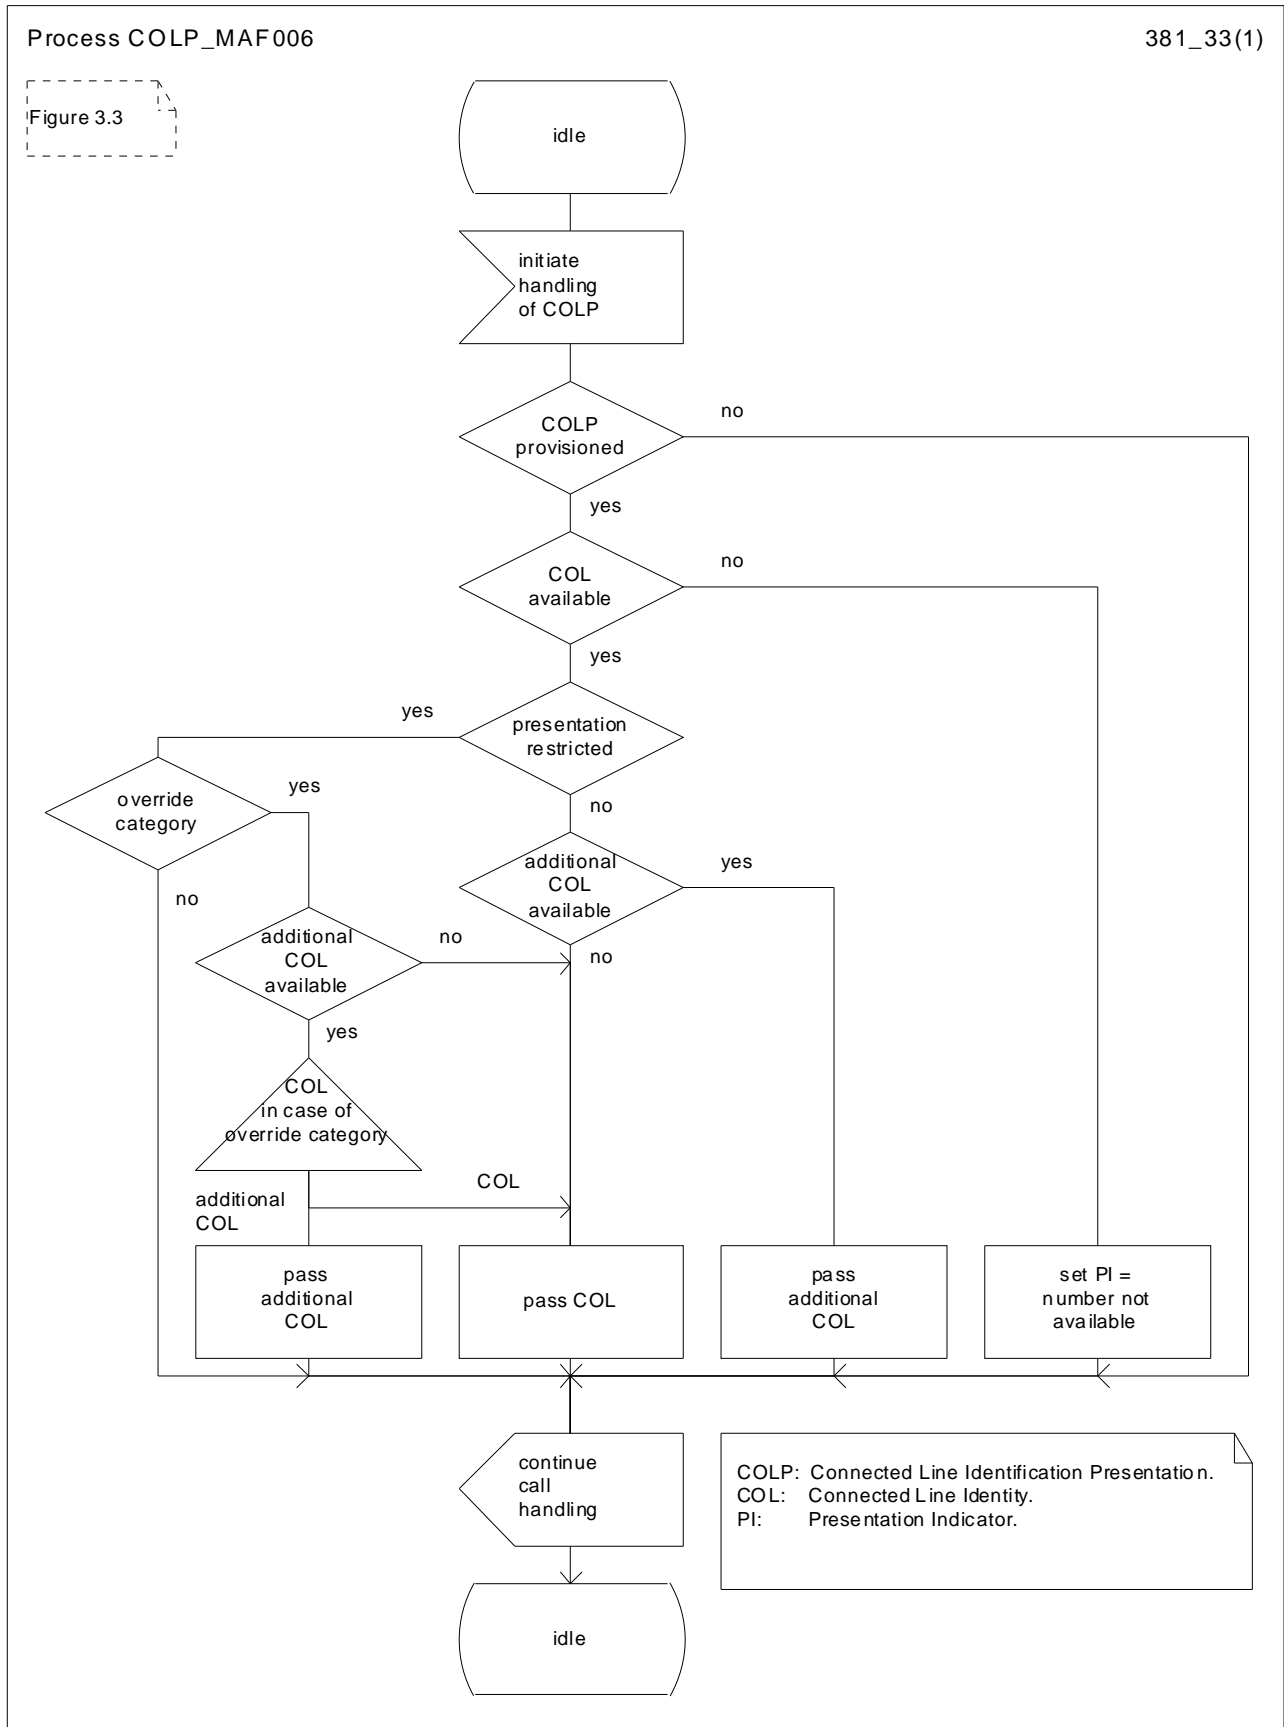 Process COLP_MAF006
381_33(1)
Figure 3.3
idle
initiate
handling
of COLP
COLP
provisioned
no
yes
COL
available
no
yes
presentation
restricted
yes
no
override
category
yes
no
additional
COL
available
yes
no
additional
COL
available
no
yes
COL
in case of
override category
additional
COL
COL
pass
additional
COL
pass COL
pass
additional
COL
set PI =
number not
available
continue
call
handling
COLP: Connected Line Identification Presentation.
COL: Connected Line Identity.
PI: Presentation Indicator.
idle